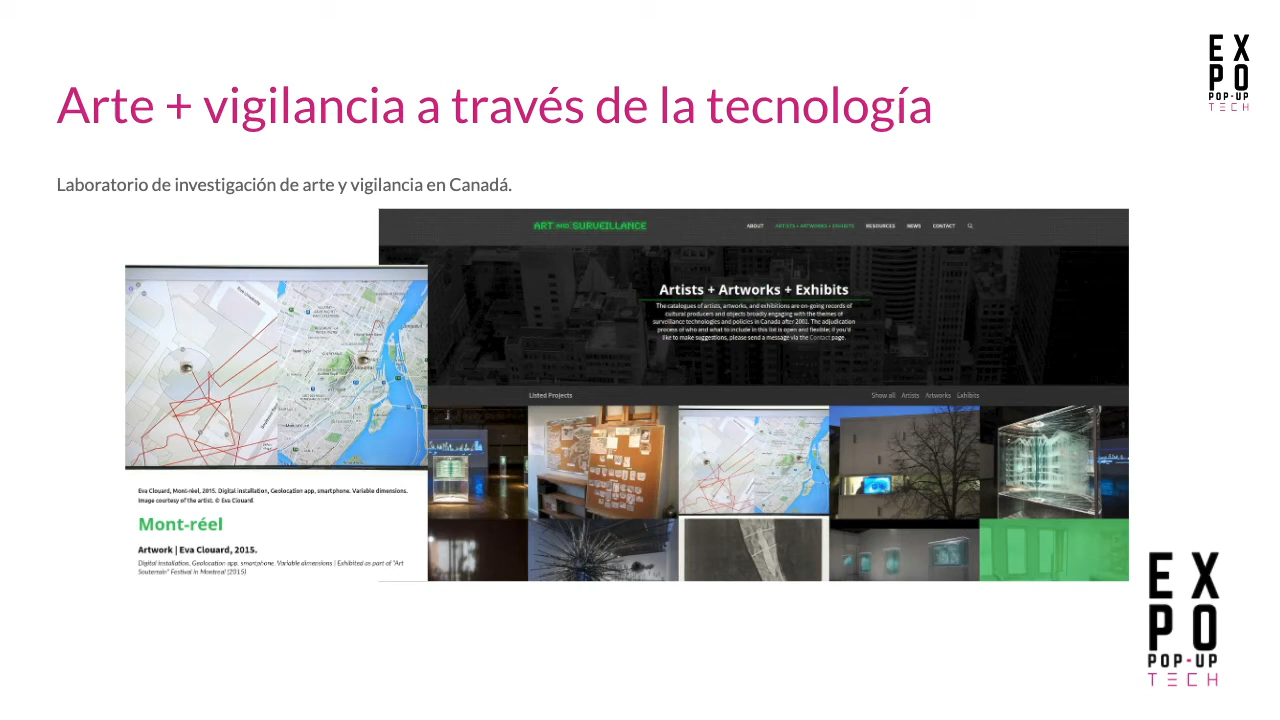 Arte + vigilancia a través de la tecnología
EXPO
POP-UP
TECH
Laboratorio de investigación de arte y vigilancia en Canadá.
ART AND SURVEILLANCE
ABOUT
ARTISTS + ARTWORKS + EXHIBITS
RESOURCES
NEWS
CONTACT
Artists + Artworks + Exhibits
The catalogues of artists, artworks, and exhibitions are on-going records of
cultural producers and objects broadly engaging with the themes of
surveillance technologies and policies in Canada after 2001. The adjudication
process of who and what to include in this list is open and flexible; if you'd
like to make suggestions, please send a message via the Contact page.
Listed Projects
Show all
Artists
Artworks
Exhibits
Eva Clouard, Mont-réel, 2015. Digital installation, Geolocation app, smartphone. Variable dimensions.
Image courtesy of the artist. © Eva Clouard
Mont-réel
Artwork | Eva Clouard, 2015.
Digital installation, Geolocation app, smartphone. Variable dimensions | Exhibited as part of "Art
Souterrain" Festival in Montreal (2015)
EXPO
POP-UP
TECH